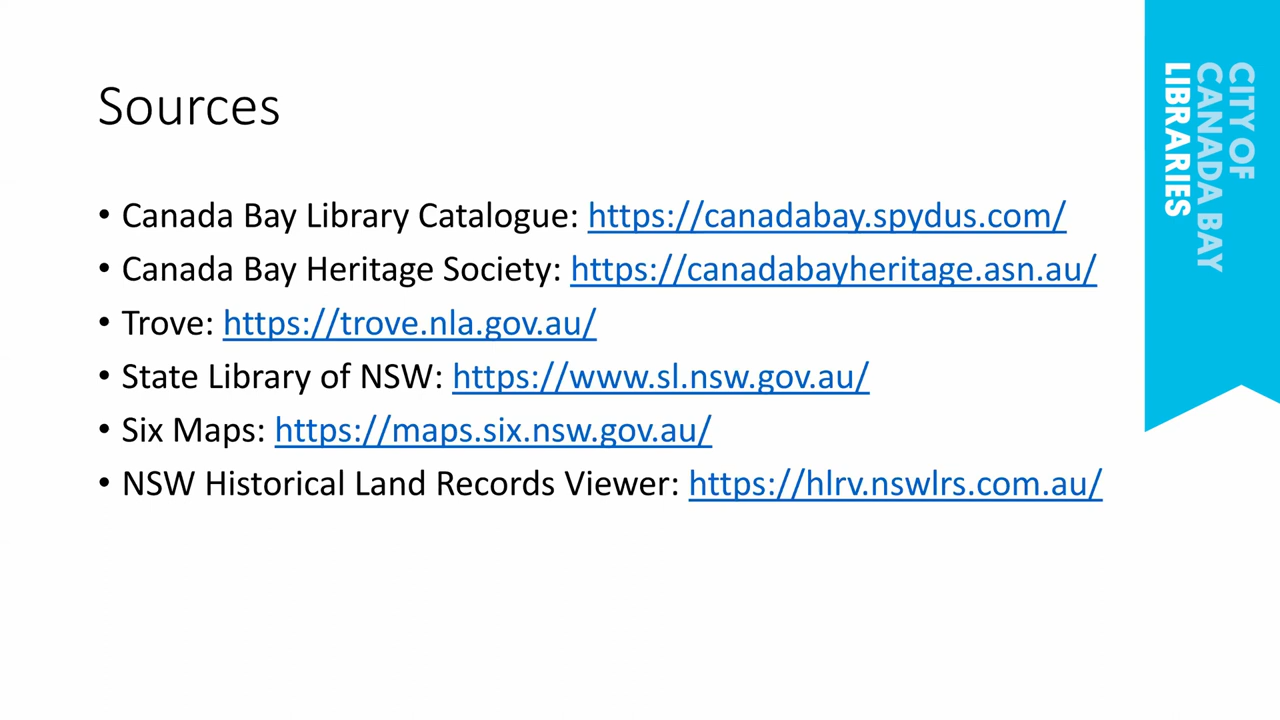 Sources
• Canada Bay Library Catalogue: https://canadabay.spydus.com/
• Canada Bay Heritage Society: https://canadabayheritage.asn.au/
• Trove: https://trove.nla.gov.au/
• State Library of NSW: https://www.sl.nsw.gov.au/
• Six Maps: https://maps.six.nsw.gov.au/
• NSW Historical Land Records Viewer: https://hlrv.nswlrs.com.au/
CITY OF
CANADA BAY
LIBRARIES